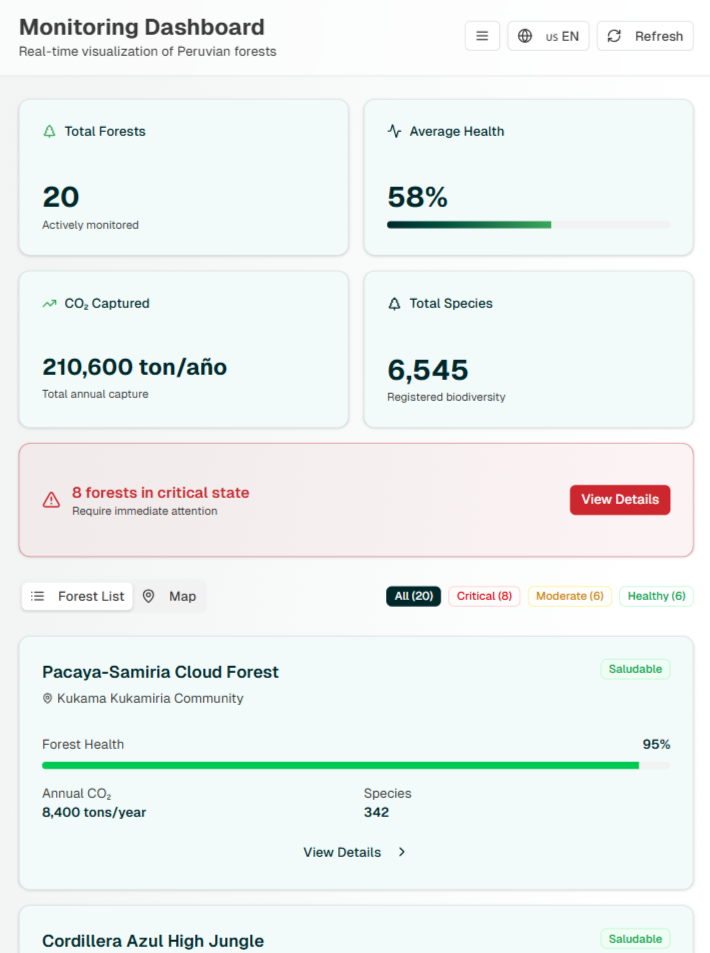 Monitoring Dashboard
Real-time visualization of Peruvian forests
US EN
Refresh
Total Forests
20
Actively monitored
Average Health
58%
CO₂ Captured
210,600 ton/año
Total annual capture
Total Species
6,545
Registered biodiversity
8 forests in critical state
Require immediate attention
View Details
Forest List
Map
All (20)
Critical (8)
Moderate (6)
Healthy (6)
Pacaya-Samiria Cloud Forest
Saludable
Kukama Kukamiria Community
Forest Health
95%
Annual CO₂
8,400 tons/year
Species
342
View Details
Cordillera Azul High Jungle
Saludable